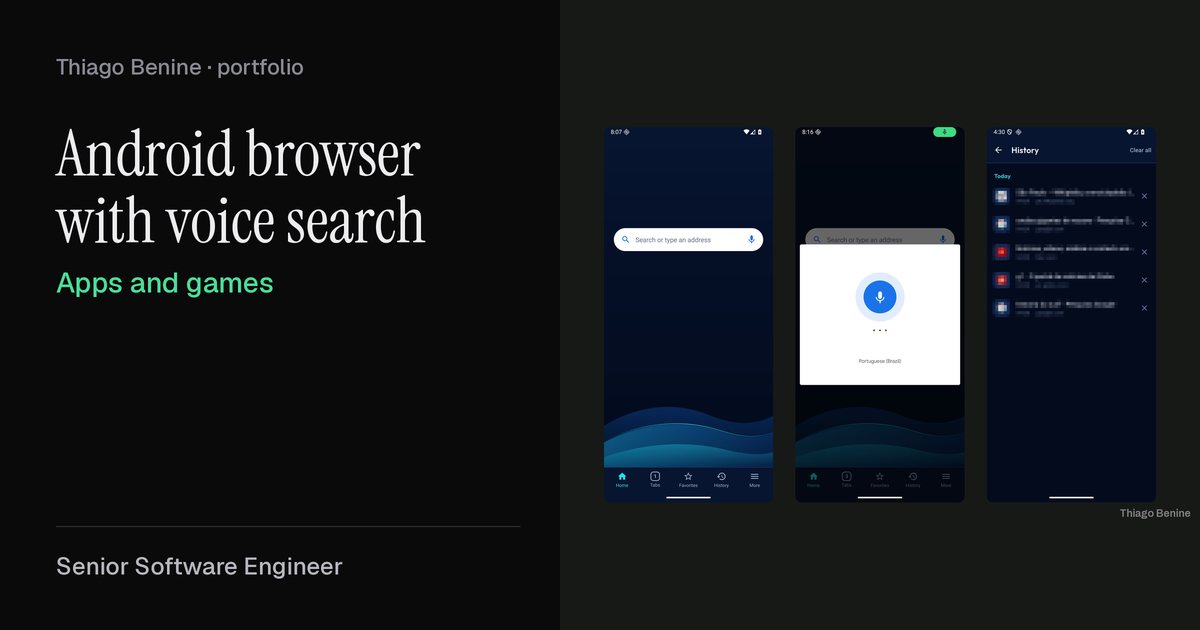 Thiago Benine · portfolio
Android browser
with voice search
Apps and games
Senior Software Engineer
8:07
Search or type an address
1
Home
Tabs
Favorites
History
More
8:16
Search or type an address
Portuguese (Brazil)
Home
Tabs
Favorites
History
More
4:30
History
Clear all
Today
Thiago Benine